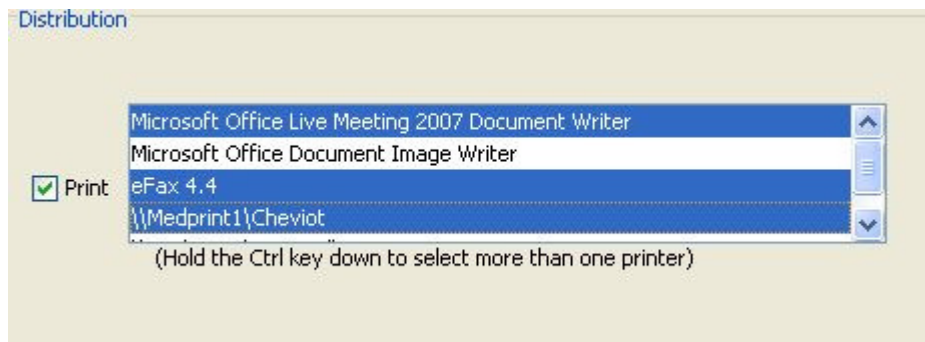 Distribution
Microsoft Office Live Meeting 2007 Document Writer
Microsoft Office Document Image Writer
Print
eFax 4.4
\\Medprint1\Cheviot
(Hold the Ctrl key down to select more than one printer)